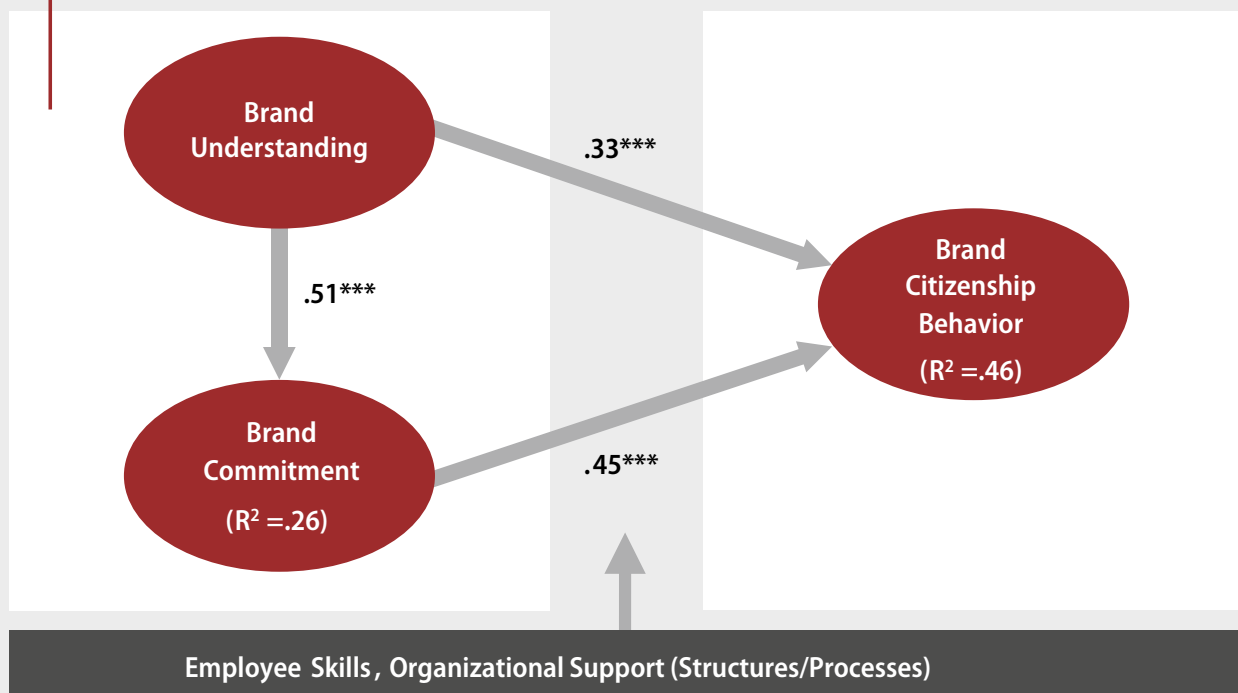 Brand
Understanding
.33***
Brand
Citizenship
Behavior
(R² =.46)
.51***
Brand
Commitment
(R² =.26)
.45***
Employee Skills, Organizational Support (Structures/Processes)